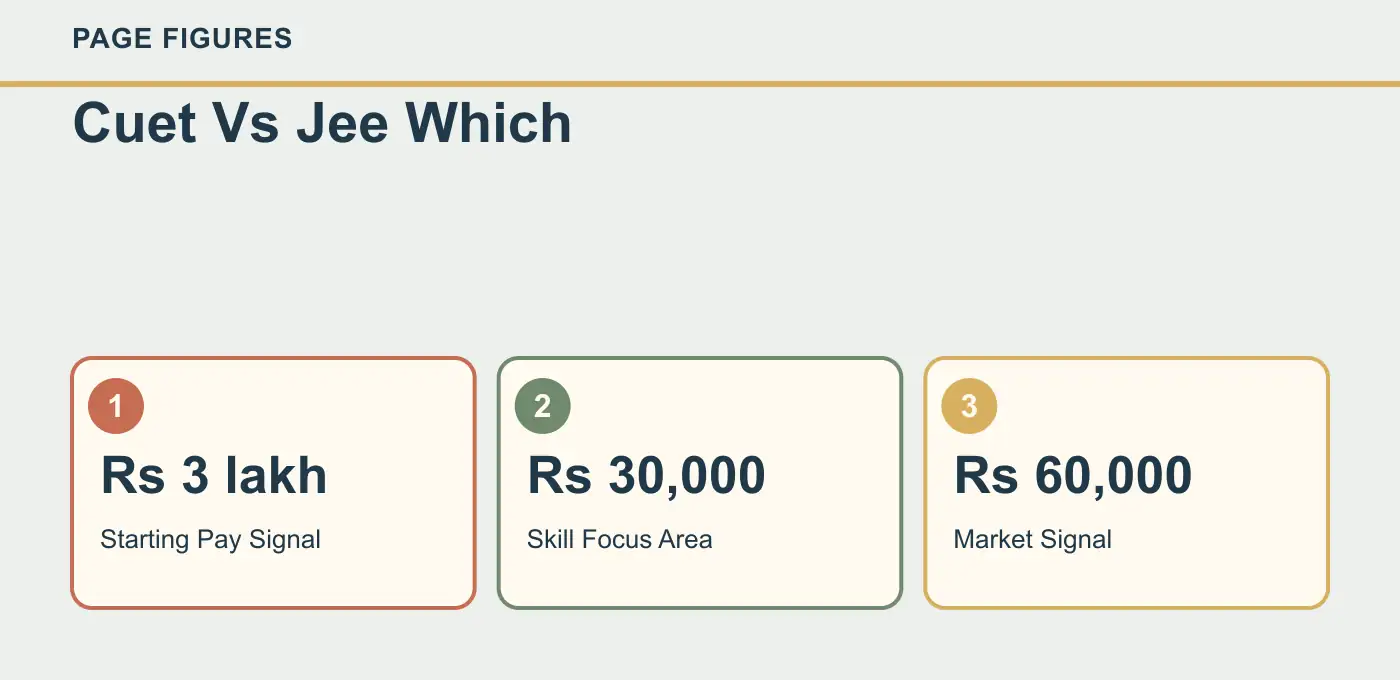 PAGE FIGURES
Cuet Vs Jee Which
1
Rs 3 lakh
Starting Pay Signal
2
Rs 30,000
Skill Focus Area
3
Rs 60,000
Market Signal